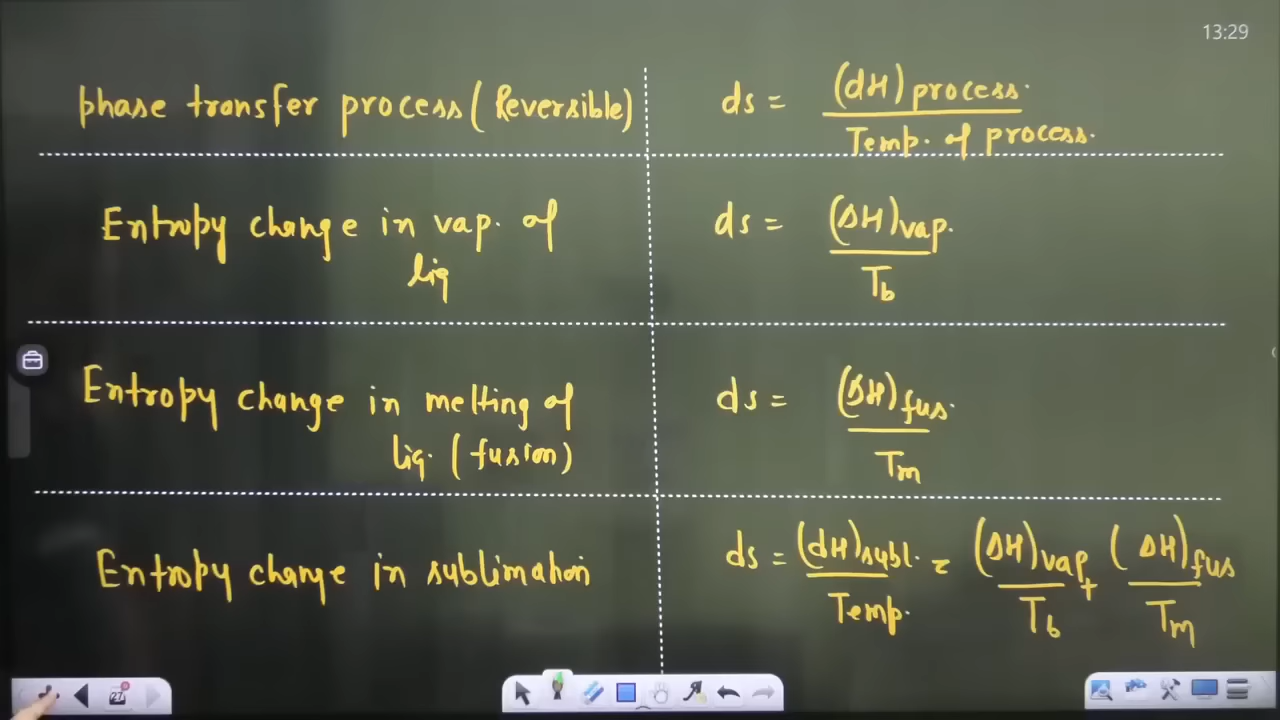 13:29
phase transfer process (Reversible) ds = (dH)process. / Temp. of process.
Entropy change in vap. of ds = (ΔH)vap. / Tb
liq
Entropy change in melting of ds = (ΔH)fus. / Tm
liq. (fusion)
Entropy change in sublimation ds = (dH)subl. / Temp. = (ΔH)vap / Tb + (ΔH)fus / Tm
27